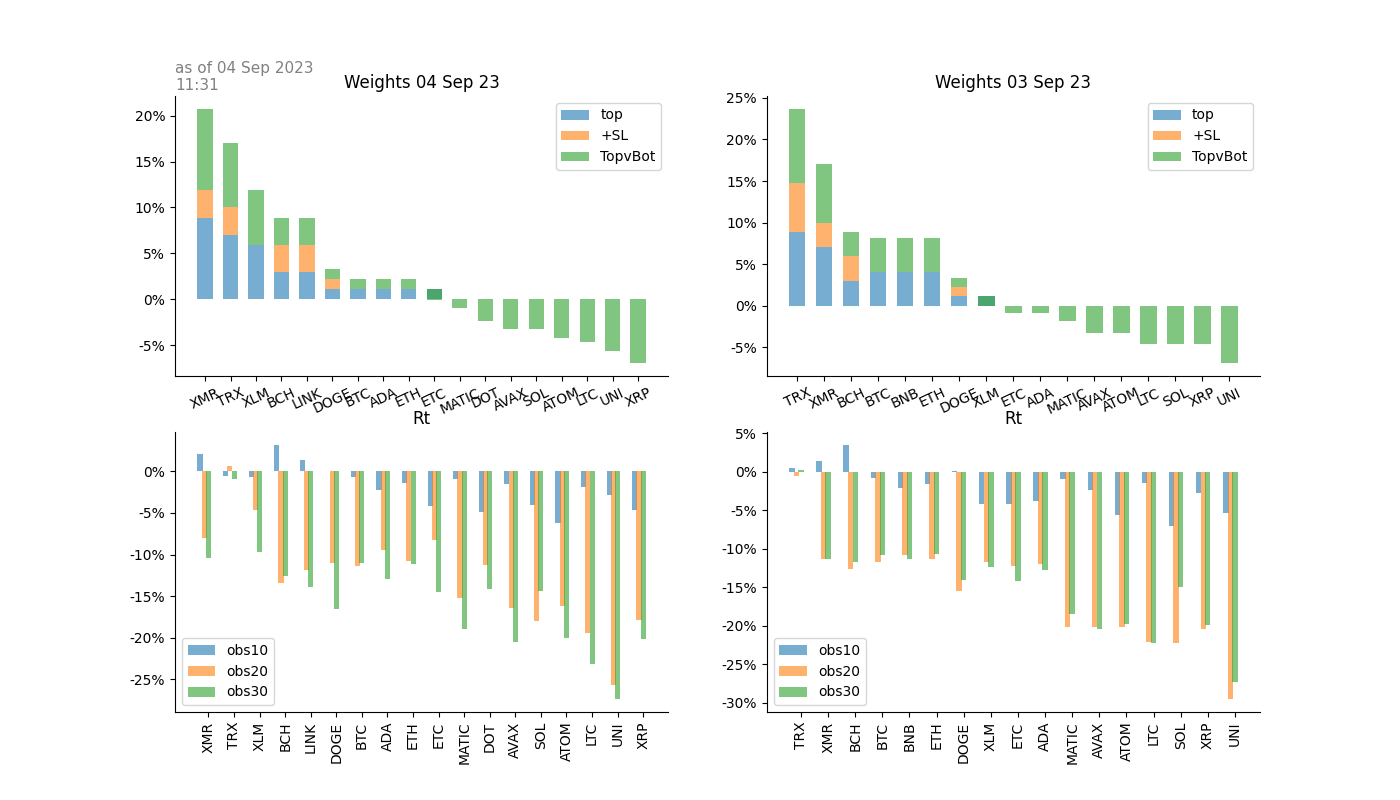 as of 04 Sep 2023
11:31
Weights 04 Sep 23
20%
15%
10%
5%
0%
-5%
top
+SL
TopvBot
XMR TRX XLM BCH LINK DOGE BTC ADA ETH ETC MATIC DOT AVAX SOL ATOM LTC UNI XRP
Weights 03 Sep 23
25%
20%
15%
10%
5%
0%
-5%
top
+SL
TopvBot
TRX XMR BCH BTC BNB ETH DOGE XLM ETC ADA MATIC AVAX ATOM LTC SOL XRP UNI
Rt
0%
-5%
-10%
-15%
-20%
-25%
obs10
obs20
obs30
XMR TRX XLM BCH LINK DOGE BTC ADA ETH ETC MATIC DOT AVAX SOL ATOM LTC UNI XRP
Rt
5%
0%
-5%
-10%
-15%
-20%
-25%
-30%
obs10
obs20
obs30
TRX XMR BCH BTC BNB ETH DOGE XLM ETC ADA MATIC AVAX ATOM LTC SOL XRP UNI